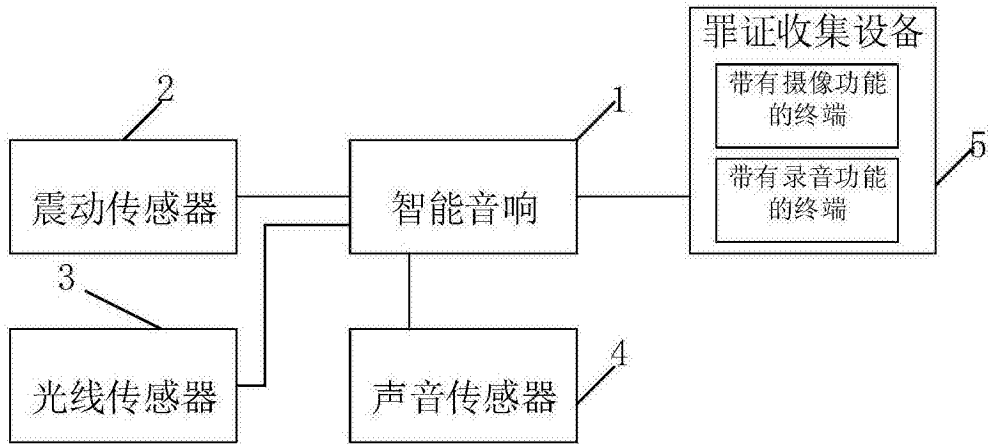 罪证收集设备
带有摄像功能
的终端
2
1
5
震动传感器
智能音响
带有录音功能
的终端
3
4
光线传感器
声音传感器